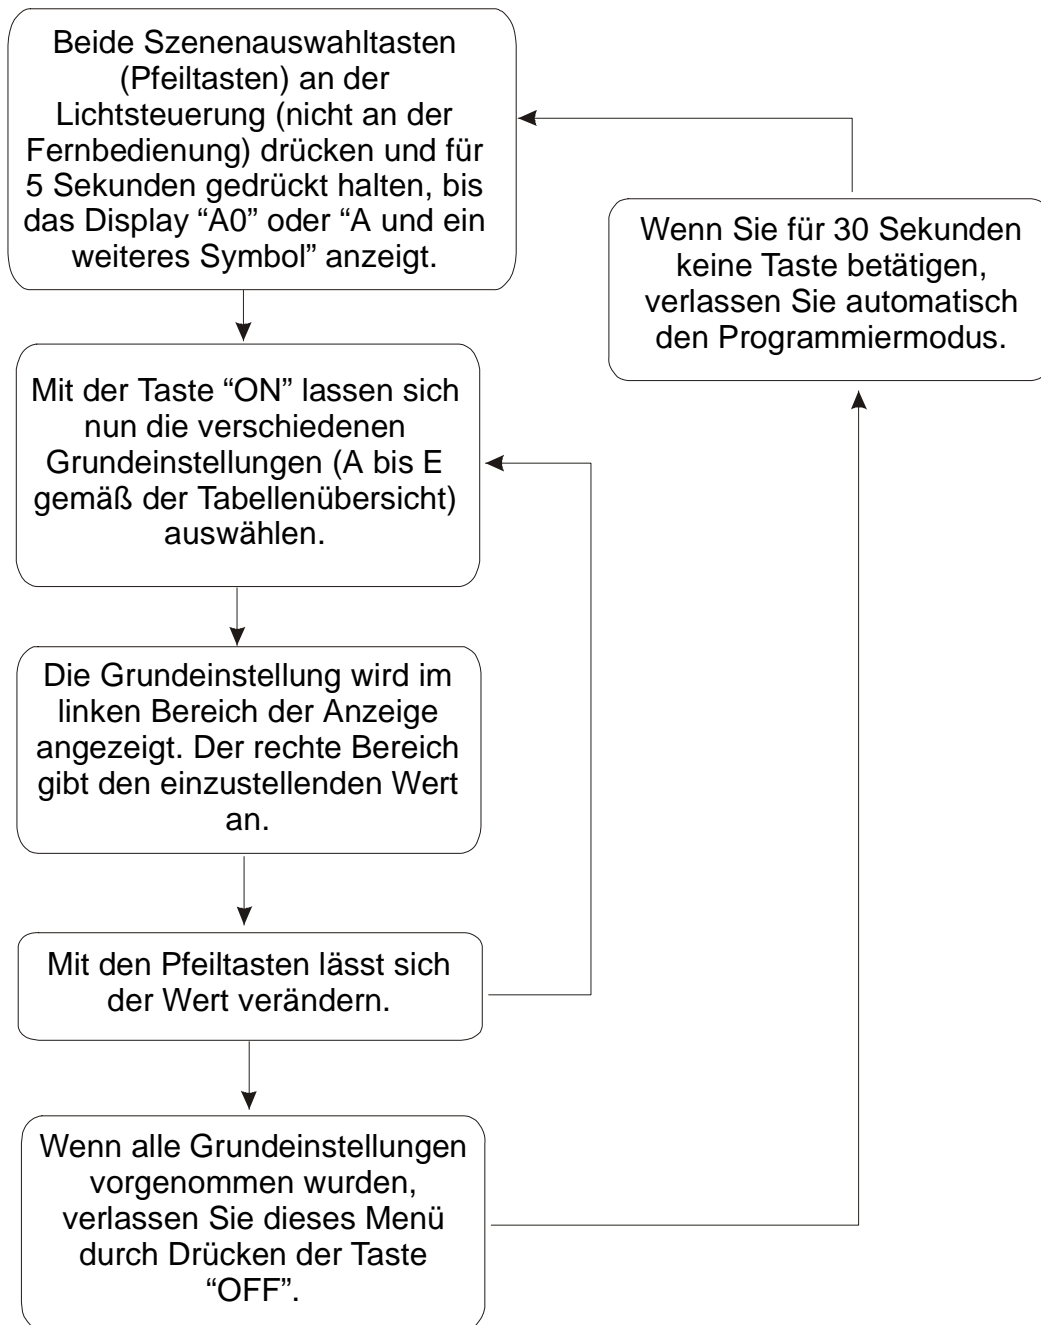 Beide Szenenauswahltasten
(Pfeiltasten) an der
Lichtsteuerung (nicht an der
Fernbedienung) drücken und für
5 Sekunden gedrückt halten, bis
das Display “A0” oder “A und ein
weiteres Symbol” anzeigt.
Wenn Sie für 30 Sekunden
keine Taste betätigen,
verlassen Sie automatisch
den Programmiermodus.
Mit der Taste “ON” lassen sich
nun die verschiedenen
Grundeinstellungen (A bis E
gemäß der Tabellenübersicht)
auswählen.
Die Grundeinstellung wird im
linken Bereich der Anzeige
angezeigt. Der rechte Bereich
gibt den einzustellenden Wert
an.
Mit den Pfeiltasten lässt sich
der Wert verändern.
Wenn alle Grundeinstellungen
vorgenommen wurden,
verlassen Sie dieses Menü
durch Drücken der Taste
“OFF”.